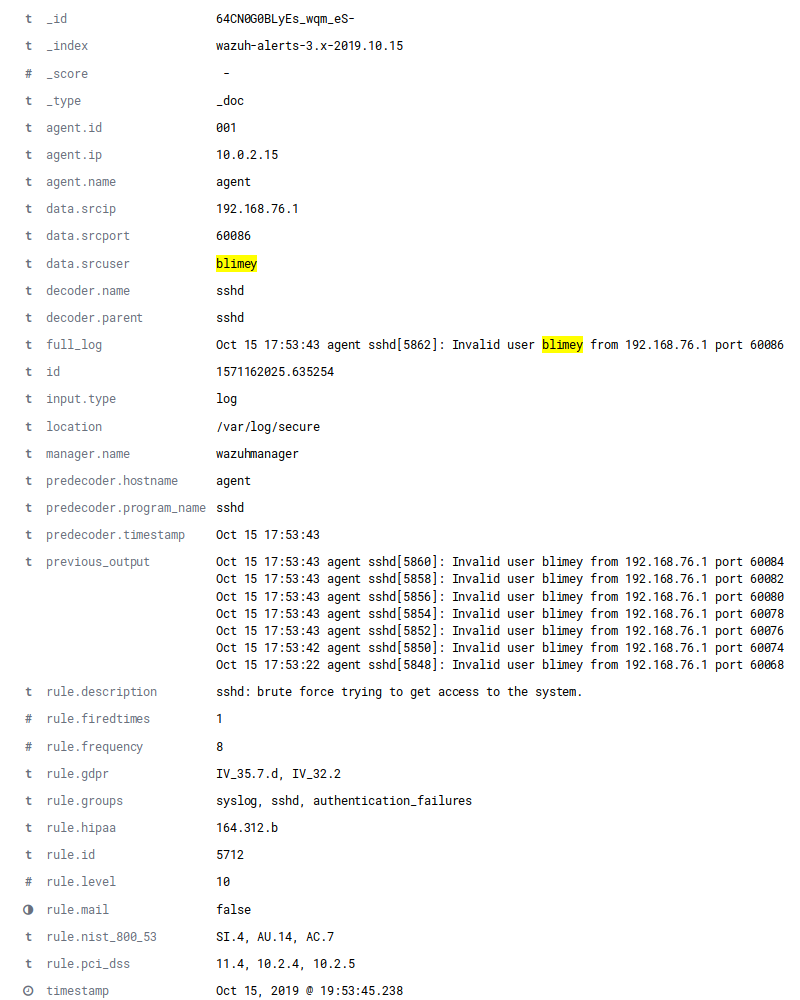 t _id 64CN0G0BLyEs_wqm_eS-
t _index wazuh-alerts-3.x-2019.10.15
# _score -
t _type _doc
t agent.id 001
t agent.ip 10.0.2.15
t agent.name agent
t data.srcip 192.168.76.1
t data.srcport 60086
t data.srcuser blimey
t decoder.name sshd
t decoder.parent sshd
t full_log Oct 15 17:53:43 agent sshd[5862]: Invalid user blimey from 192.168.76.1 port 60086
t id 1571162025.635254
t input.type log
t location /var/log/secure
t manager.name wazuhmanager
t predecoder.hostname agent
t predecoder.program_name sshd
t predecoder.timestamp Oct 15 17:53:43
t previous_output Oct 15 17:53:43 agent sshd[5860]: Invalid user blimey from 192.168.76.1 port 60084
Oct 15 17:53:43 agent sshd[5858]: Invalid user blimey from 192.168.76.1 port 60082
Oct 15 17:53:43 agent sshd[5856]: Invalid user blimey from 192.168.76.1 port 60080
Oct 15 17:53:43 agent sshd[5854]: Invalid user blimey from 192.168.76.1 port 60078
Oct 15 17:53:43 agent sshd[5852]: Invalid user blimey from 192.168.76.1 port 60076
Oct 15 17:53:42 agent sshd[5850]: Invalid user blimey from 192.168.76.1 port 60074
Oct 15 17:53:22 agent sshd[5848]: Invalid user blimey from 192.168.76.1 port 60068
t rule.description sshd: brute force trying to get access to the system.
# rule.firedtimes 1
# rule.frequency 8
t rule.gdpr IV_35.7.d, IV_32.2
t rule.groups syslog, sshd, authentication_failures
t rule.hipaa 164.312.b
t rule.id 5712
# rule.level 10
rule.mail false
t rule.nist_800_53 SI.4, AU.14, AC.7
t rule.pci_dss 11.4, 10.2.4, 10.2.5
timestamp Oct 15, 2019 @ 19:53:45.238